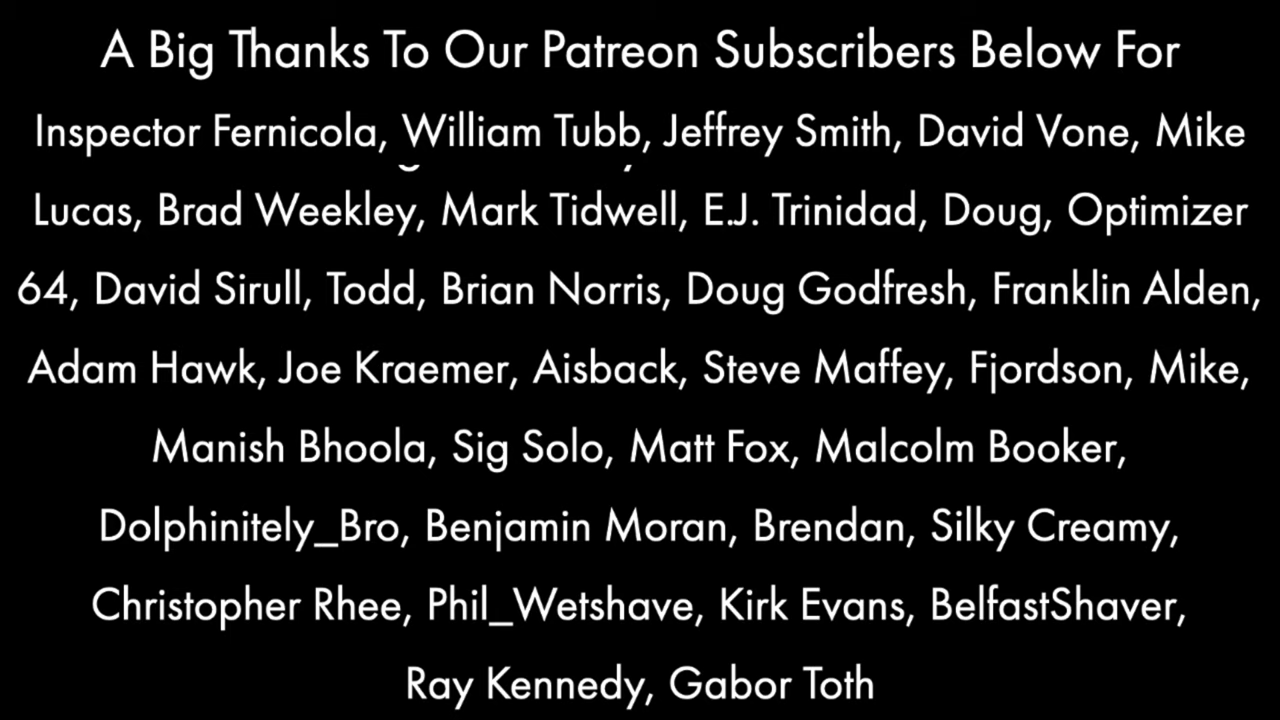 A Big Thanks To Our Patreon Subscribers Below For
Inspector Fernicola, William Tubb, Jeffrey Smith, David Vone, Mike
Lucas, Brad Weekley, Mark Tidwell, E.J. Trinidad, Doug, Optimizer
64, David Sirull, Todd, Brian Norris, Doug Godfresh, Franklin Alden,
Adam Hawk, Joe Kraemer, Aisback, Steve Maffey, Fjordson, Mike,
Manish Bhoola, Sig Solo, Matt Fox, Malcolm Booker,
Dolphinitely_Bro, Benjamin Moran, Brendan, Silky Creamy,
Christopher Rhee, Phil_Wetshave, Kirk Evans, BelfastShaver,
Ray Kennedy, Gabor Toth